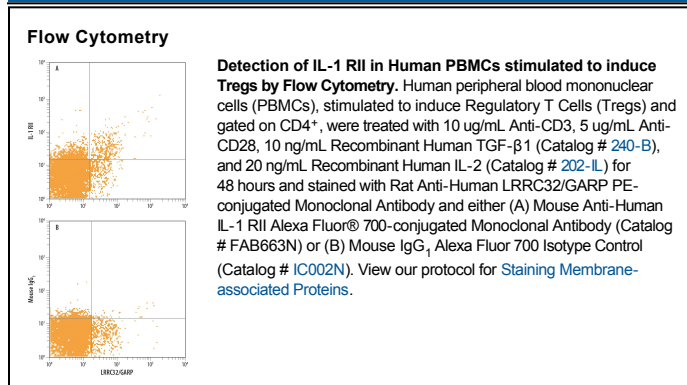 Flow Cytometry
A
IL-1 RII
B
Mouse IgG1
LRRC32/GARP
Detection of IL-1 RII in Human PBMCs stimulated to induce
Tregs by Flow Cytometry. Human peripheral blood mononuclear
cells (PBMCs), stimulated to induce Regulatory T Cells (Tregs) and
gated on CD4+, were treated with 10 ug/mL Anti-CD3, 5 ug/mL Anti-
CD28, 10 ng/mL Recombinant Human TGF-β1 (Catalog # 240-B),
and 20 ng/mL Recombinant Human IL-2 (Catalog # 202-IL) for
48 hours and stained with Rat Anti-Human LRRC32/GARP PE-
conjugated Monoclonal Antibody and either (A) Mouse Anti-Human
IL-1 RII Alexa Fluor® 700-conjugated Monoclonal Antibody (Catalog
# FAB663N) or (B) Mouse IgG1 Alexa Fluor 700 Isotype Control
(Catalog # IC002N). View our protocol for Staining Membrane-
associated Proteins.